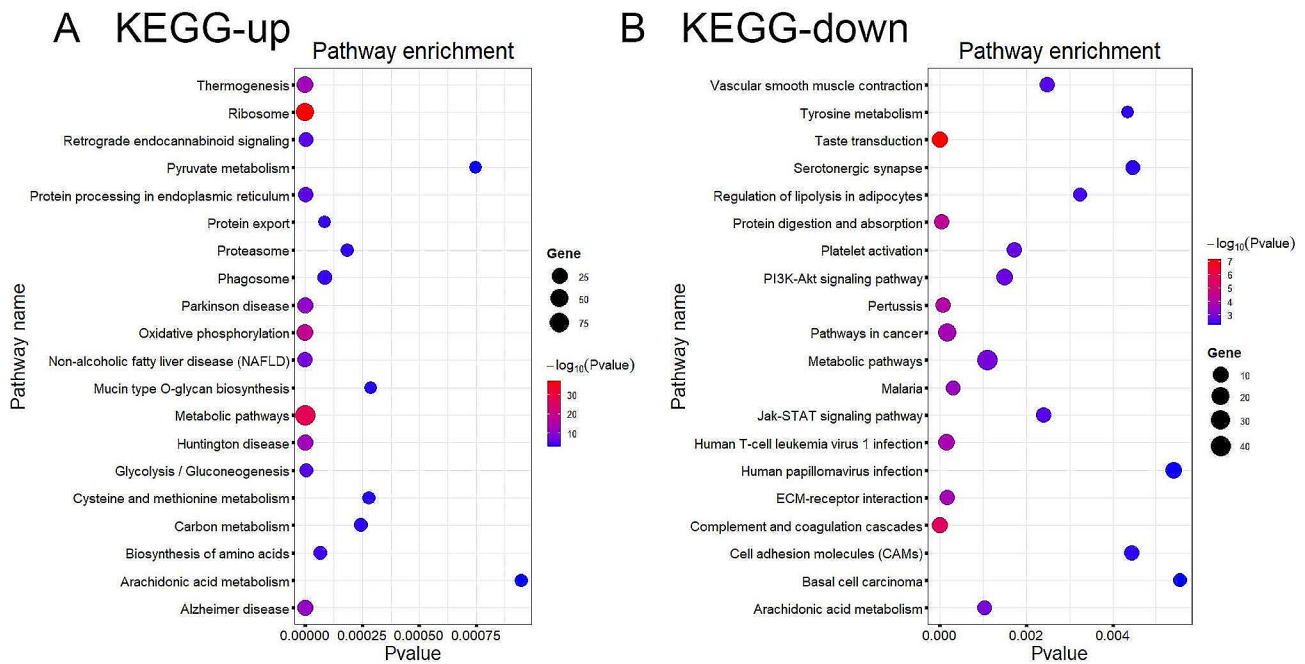 A KEGG-up
Pathway enrichment
Pathway name
Thermogenesis
Ribosome
Retrograde endocannabinoid signaling
Pyruvate metabolism
Protein processing in endoplasmic reticulum
Protein export
Proteasome
Phagosome
Parkinson disease
Oxidative phosphorylation
Non-alcoholic fatty liver disease (NAFLD)
Mucin type O-glycan biosynthesis
Metabolic pathways
Huntington disease
Glycolysis / Gluconeogenesis
Cysteine and methionine metabolism
Carbon metabolism
Biosynthesis of amino acids
Arachidonic acid metabolism
Alzheimer disease
0.00000 0.00025 0.00050 0.00075
Pvalue
Gene
25
50
75
−log10(Pvalue)
30
20
10
B KEGG-down
Pathway enrichment
Pathway name
Vascular smooth muscle contraction
Tyrosine metabolism
Taste transduction
Serotonergic synapse
Regulation of lipolysis in adipocytes
Protein digestion and absorption
Platelet activation
PI3K-Akt signaling pathway
Pertussis
Pathways in cancer
Metabolic pathways
Malaria
Jak-STAT signaling pathway
Human T-cell leukemia virus 1 infection
Human papillomavirus infection
ECM-receptor interaction
Complement and coagulation cascades
Cell adhesion molecules (CAMs)
Basal cell carcinoma
Arachidonic acid metabolism
0.000 0.002 0.004
Pvalue
−log10(Pvalue)
7
6
5
4
3
Gene
10
20
30
40